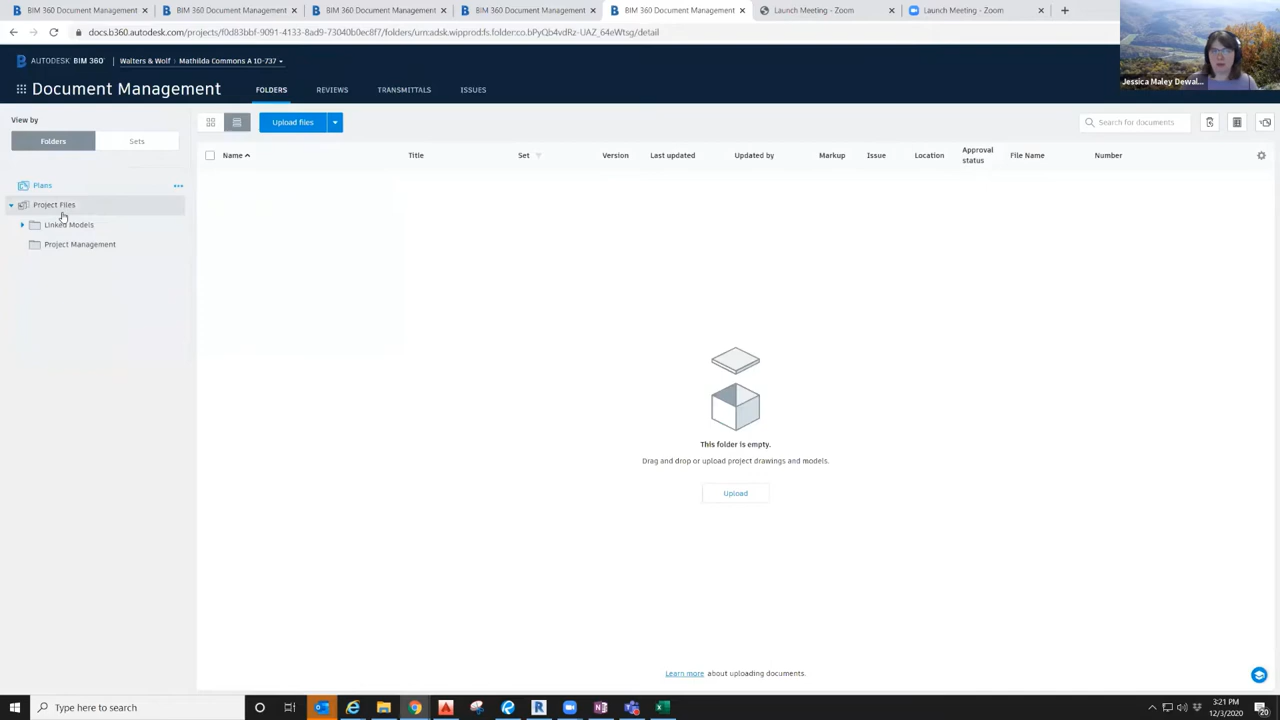 BIM 360 Document Management
BIM 360 Document Management
BIM 360 Document Management
BIM 360 Document Management
BIM 360 Document Management
Launch Meeting - Zoom
Launch Meeting - Zoom
docs.b360.autodesk.com/projects/f0d83bbf-9091-4133-8ad9-73040b0ec8f7/folders/urn:adsk.wipprod:fs.folder:co.bPyQb4vdRz-UAZ_64eWtsg/detail
AUTODESK BIM 360° Walters & Wolf Mathilda Commons A 10-737
Jessica Maley Dewal...
Document Management FOLDERS REVIEWS TRANSMITTALS ISSUES
View by
Folders Sets
Upload files
Search for documents
Name Title Set Version Last updated Updated by Markup Issue Location Approval status File Name Number
Plans
Project Files
Linked Models
Project Management
This folder is empty.
Drag and drop or upload project drawings and models.
Upload
Learn more about uploading documents.
Type here to search
3:21 PM
12/3/2020
20